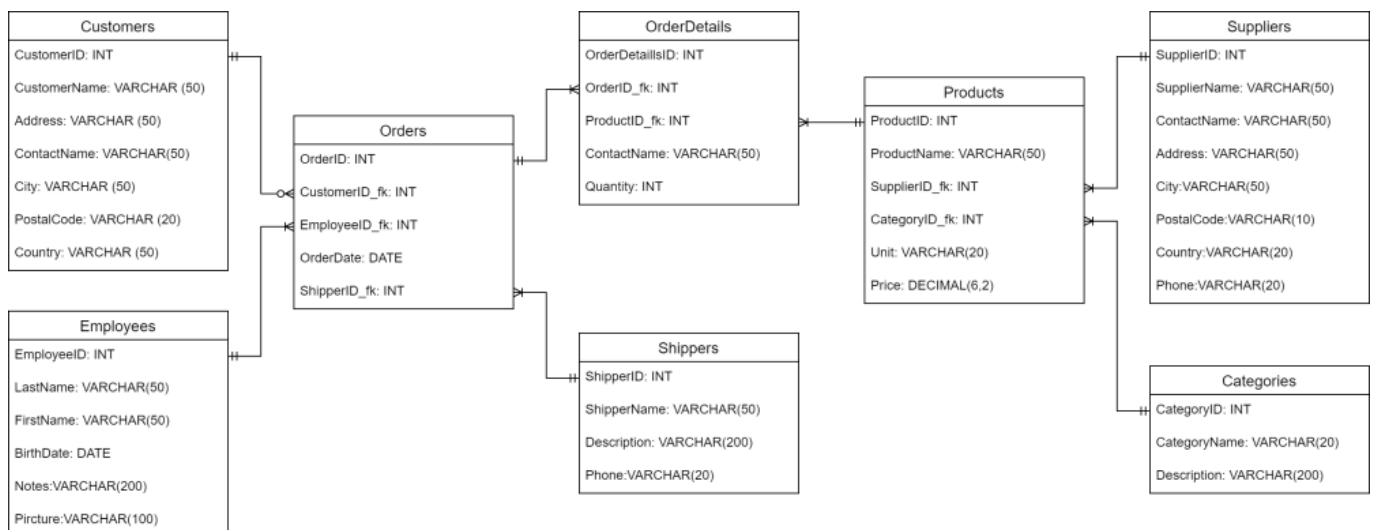 Customers
CustomerID: INT
CustomerName: VARCHAR (50)
Address: VARCHAR (50)
ContactName: VARCHAR(50)
City: VARCHAR (50)
PostalCode: VARCHAR (20)
Country: VARCHAR (50)
Employees
EmployeeID: INT
LastName: VARCHAR(50)
FirstName: VARCHAR(50)
BirthDate: DATE
Notes:VARCHAR(200)
Pircture:VARCHAR(100)
Orders
OrderID: INT
CustomerID_fk: INT
EmployeeID_fk: INT
OrderDate: DATE
ShipperID_fk: INT
OrderDetails
OrderDetaillsID: INT
OrderID_fk: INT
ProductID_fk: INT
ContactName: VARCHAR(50)
Quantity: INT
Shippers
ShipperID: INT
ShipperName: VARCHAR(50)
Description: VARCHAR(200)
Phone:VARCHAR(20)
Products
ProductID: INT
ProductName: VARCHAR(50)
SupplierID_fk: INT
CategoryID_fk: INT
Unit: VARCHAR(20)
Price: DECIMAL(6,2)
Suppliers
SupplierID: INT
SupplierName: VARCHAR(50)
ContactName: VARCHAR(50)
Address: VARCHAR(50)
City:VARCHAR(50)
PostalCode:VARCHAR(10)
Country:VARCHAR(20)
Phone:VARCHAR(20)
Categories
CategoryID: INT
CategoryName: VARCHAR(20)
Description: VARCHAR(200)